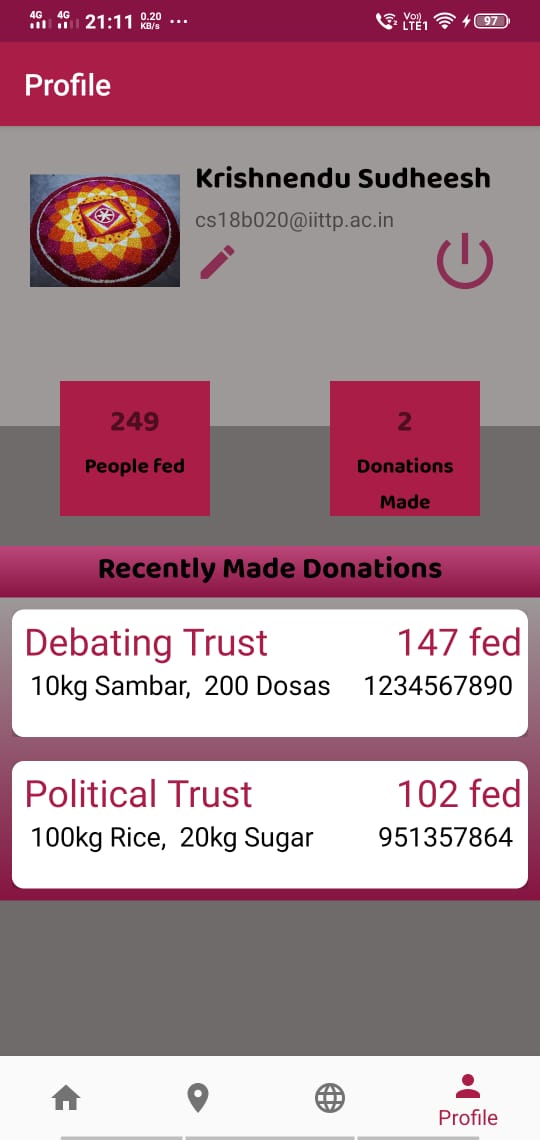 4G 4G 21:11 0.20 KB/s ... Vo) LTE1 97
Profile
Krishnendu Sudheesh
cs18b020@iittp.ac.in
249
People fed
2
Donations
Made
Recently Made Donations
Debating Trust 147 fed
10kg Sambar, 200 Dosas 1234567890
Political Trust 102 fed
100kg Rice, 20kg Sugar 951357864
Profile